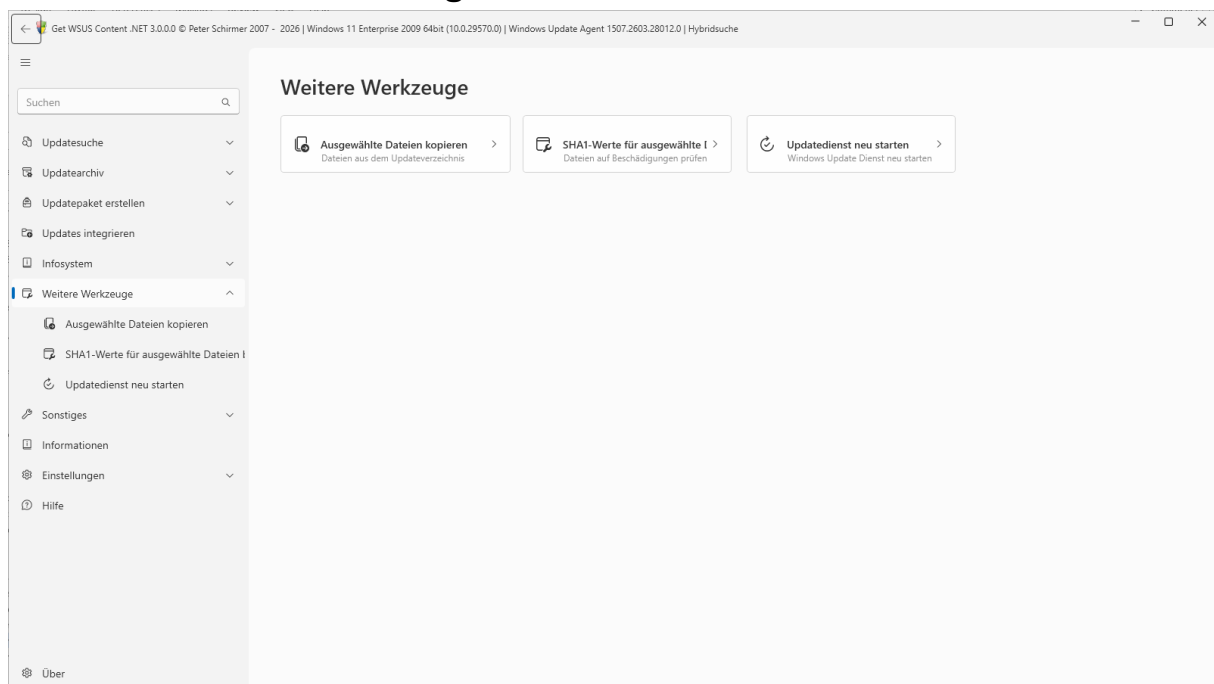 Get WSUS Content .NET 3.0.0.0 © Peter Schirmer 2007 - 2026 | Windows 11 Enterprise 2009 64bit (10.0.29570.0) | Windows Update Agent 1507.2603.28012.0 | Hybridsuche
Suchen
Updatesuche
Updatearchiv
Updatepaket erstellen
Updates integrieren
Infosystem
Weitere Werkzeuge
Ausgewählte Dateien kopieren
SHA1-Werte für ausgewählte Dateien
Updatedienst neu starten
Sonstiges
Informationen
Einstellungen
Hilfe
Über
Weitere Werkzeuge
Ausgewählte Dateien kopieren
Dateien aus dem Updateverzeichnis
SHA1-Werte für ausgewählte
Dateien auf Beschädigungen prüfen
Updatedienst neu starten
Windows Update Dienst neu starten